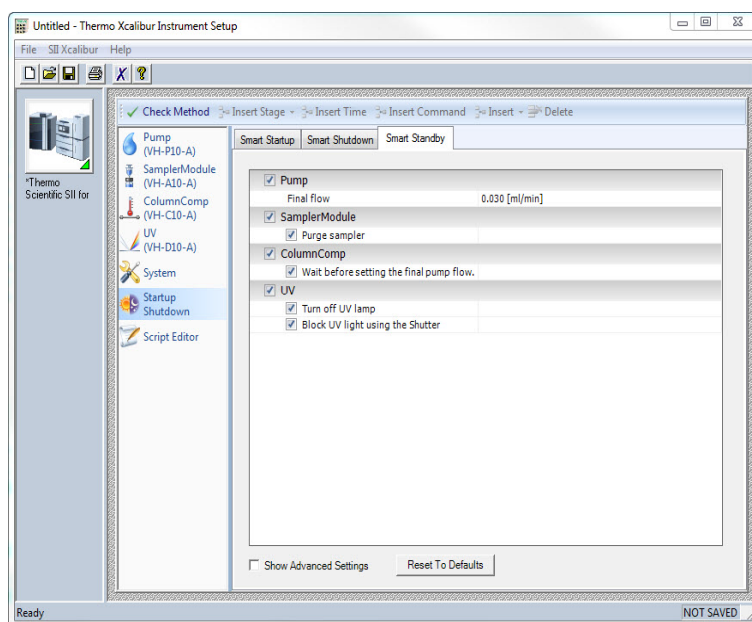 Untitled - Thermo Xcalibur Instrument Setup
File SII Xcalibur Help
Check Method Insert Stage Insert Time Insert Command Insert Delete
*Thermo
Scientific SII for
Pump
(VH-P10-A)
SamplerModule
(VH-A10-A)
ColumnComp
(VH-C10-A)
UV
(VH-D10-A)
System
Startup
Shutdown
Script Editor
Smart Startup Smart Shutdown Smart Standby
Pump
Final flow 0.030 [ml/min]
SamplerModule
Purge sampler
ColumnComp
Wait before setting the final pump flow.
UV
Turn off UV lamp
Block UV light using the Shutter
Show Advanced Settings Reset To Defaults
Ready NOT SAVED